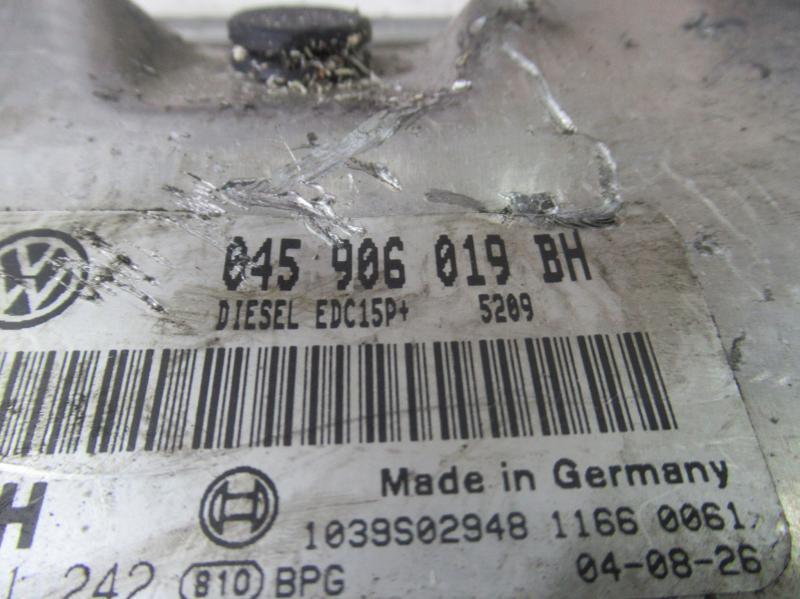 045 906 019 BH
DIESEL EDC15P+ 5209
Made in Germany
H 1039S02948 1166 0061
242 810 BPG 04-08-26